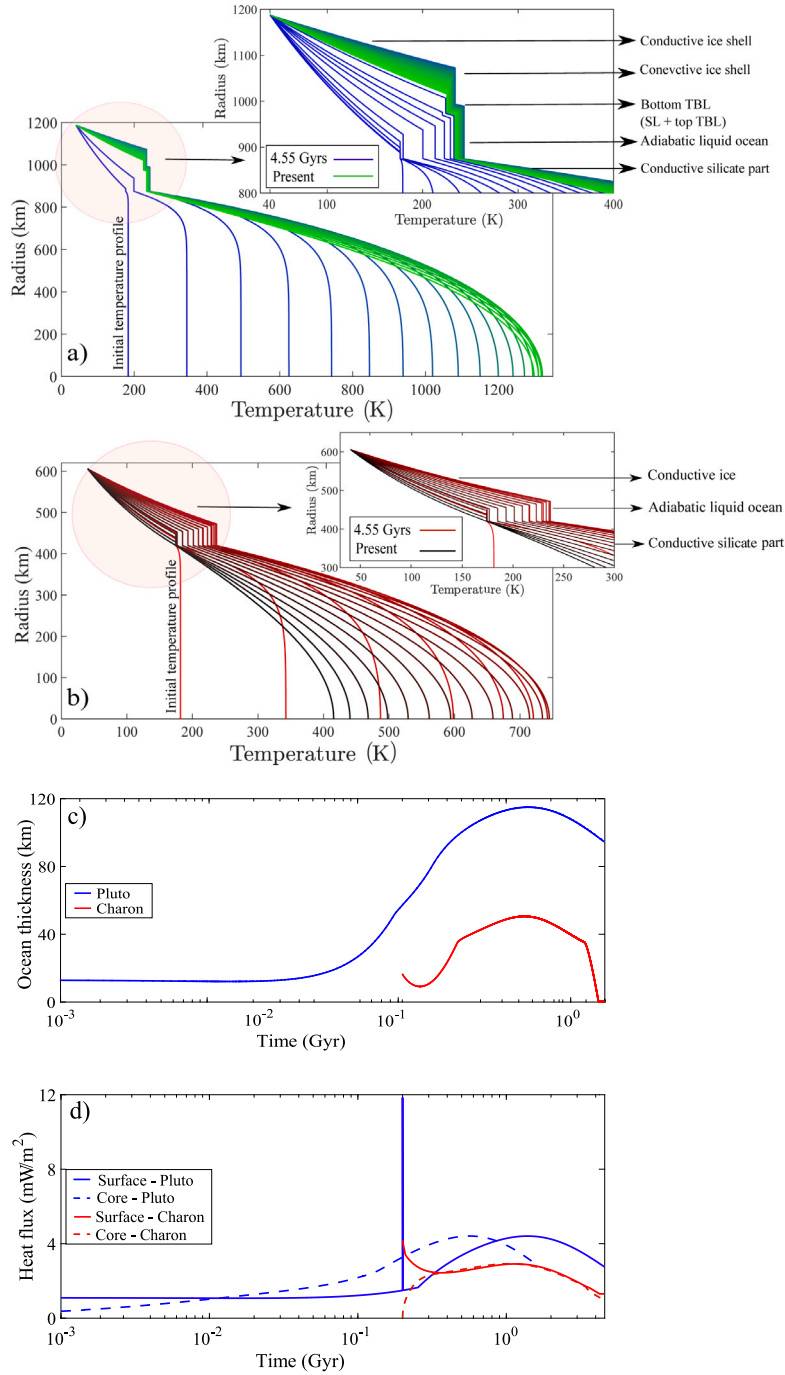 1200
1100
1000
900
800
Radius (km)
40
100
200
300
400
Temperature (K)
4.55 Gyrs
Present
Conductive ice shell
Conevctive ice shell
Bottom TBL
(SL + top TBL)
Adiabatic liquid ocean
Conductive silicate part
1200
1000
800
600
400
200
0
Radius (km)
Initial temperature profile
a)
0
200
400
600
800
1000
1200
Temperature (K)
600
500
400
300
Radius (km)
50
100
150
200
250
300
Temperature (K)
4.55 Gyrs
Present
Conductive ice
Adiabatic liquid ocean
Conductive silicate part
600
500
400
300
200
100
0
Radius (km)
Initial temperature profile
b)
0
100
200
300
400
500
600
700
Temperature (K)
c)
120
80
40
0
Ocean thickness (km)
Pluto
Charon
10-3
10-2
10-1
100
Time (Gyr)
d)
12
8
4
0
Heat flux (mW/m2)
Surface - Pluto
Core - Pluto
Surface - Charon
Core - Charon
10-3
10-2
10-1
100
Time (Gyr)